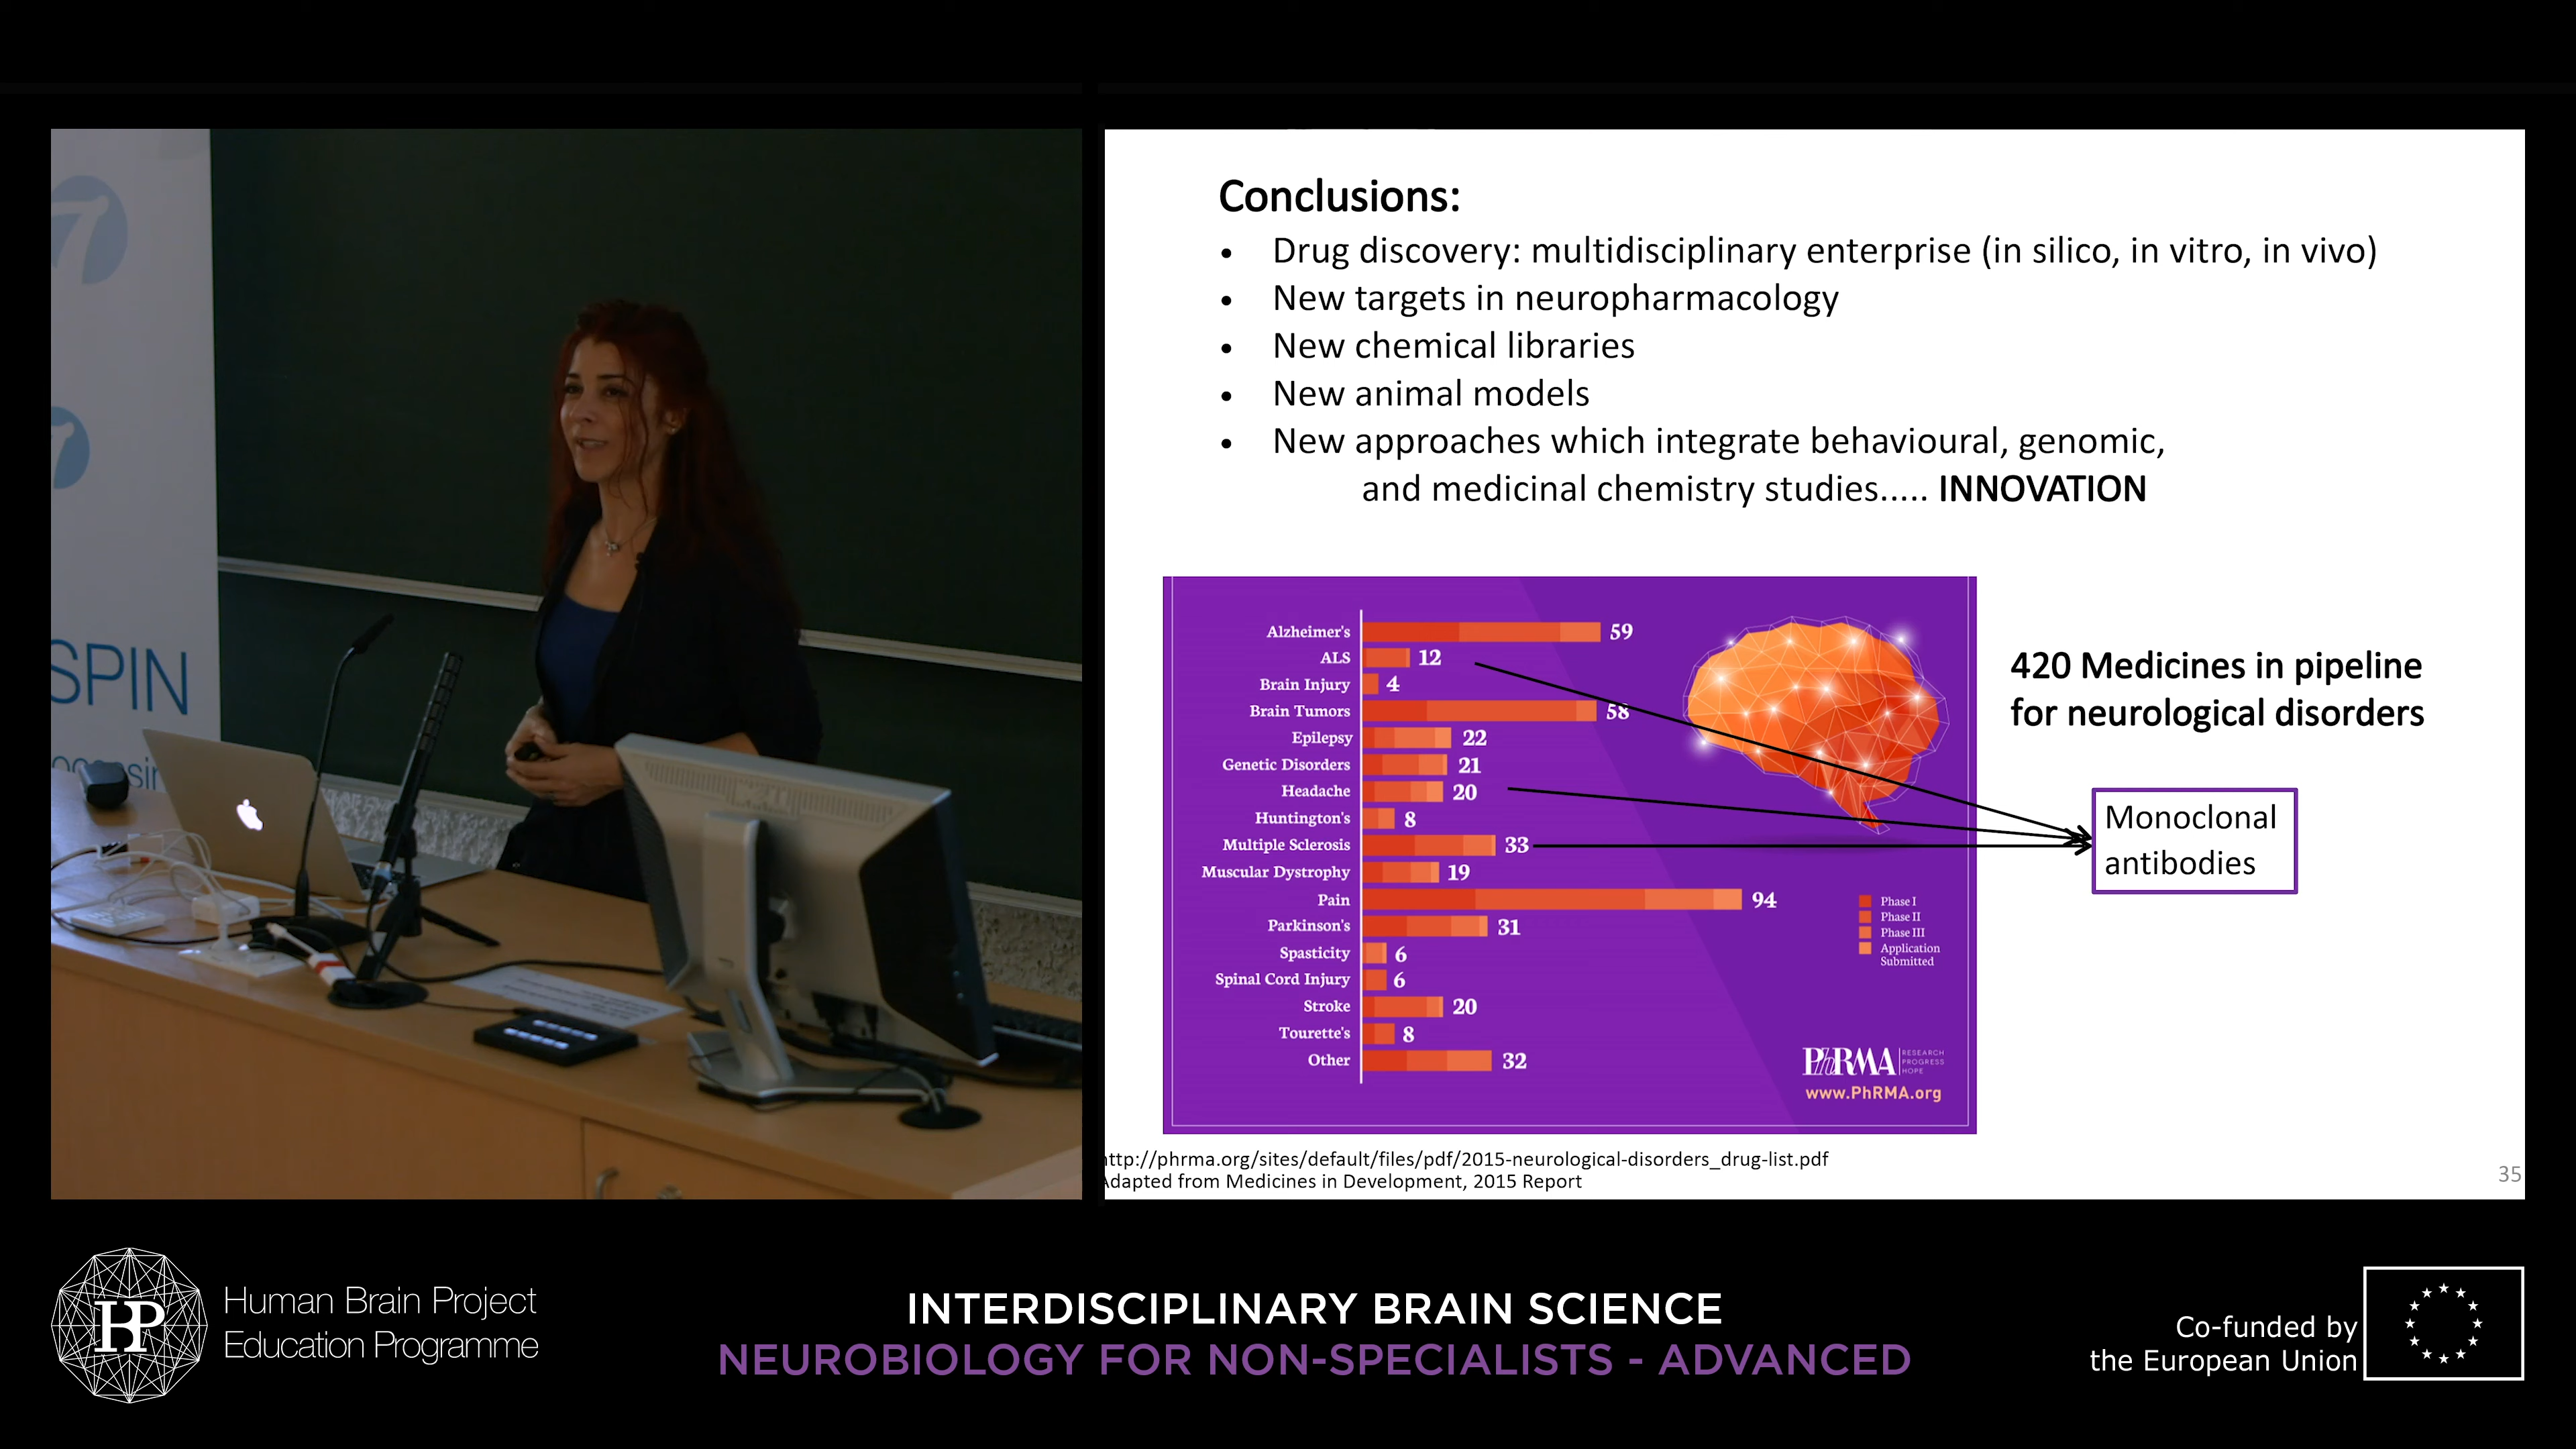 SPIN
Conclusions:
• Drug discovery: multidisciplinary enterprise (in silico, in vitro, in vivo)
• New targets in neuropharmacology
• New chemical libraries
• New animal models
• New approaches which integrate behavioural, genomic,
and medicinal chemistry studies..... INNOVATION
Alzheimer's 59
ALS 12
Brain Injury 4
Brain Tumors 58
Epilepsy 22
Genetic Disorders 21
Headache 20
Huntington's 8
Multiple Sclerosis 33
Muscular Dystrophy 19
Pain 94
Parkinson's 31
Spasticity 6
Spinal Cord Injury 6
Stroke 20
Tourette's 8
Other 32
Phase I
Phase II
Phase III
Application
Submitted
PhRMA
RESEARCH
PROGRESS
HOPE
www.PhRMA.org
420 Medicines in pipeline
for neurological disorders
Monoclonal
antibodies
ttp://phrma.org/sites/default/files/pdf/2015-neurological-disorders_drug-list.pdf
Adapted from Medicines in Development, 2015 Report
35
HBP
Human Brain Project
Education Programme
INTERDISCIPLINARY BRAIN SCIENCE
NEUROBIOLOGY FOR NON-SPECIALISTS - ADVANCED
Co-funded by
the European Union